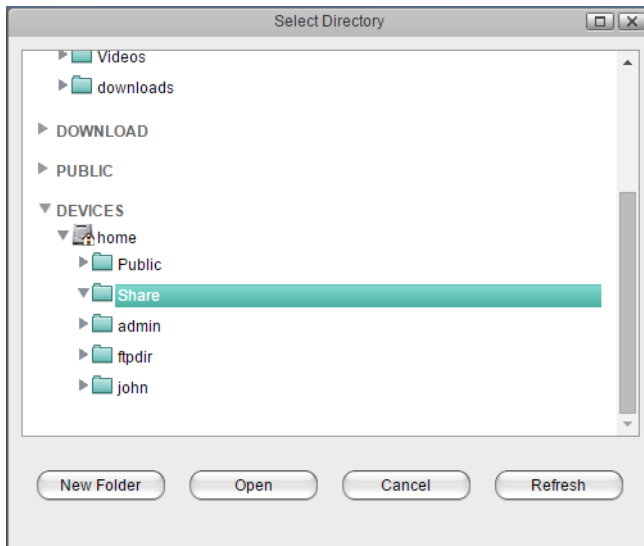 Select Directory
Videos
downloads
DOWNLOAD
PUBLIC
DEVICES
home
Public
Share
admin
ftpdir
john
New Folder Open Cancel Refresh